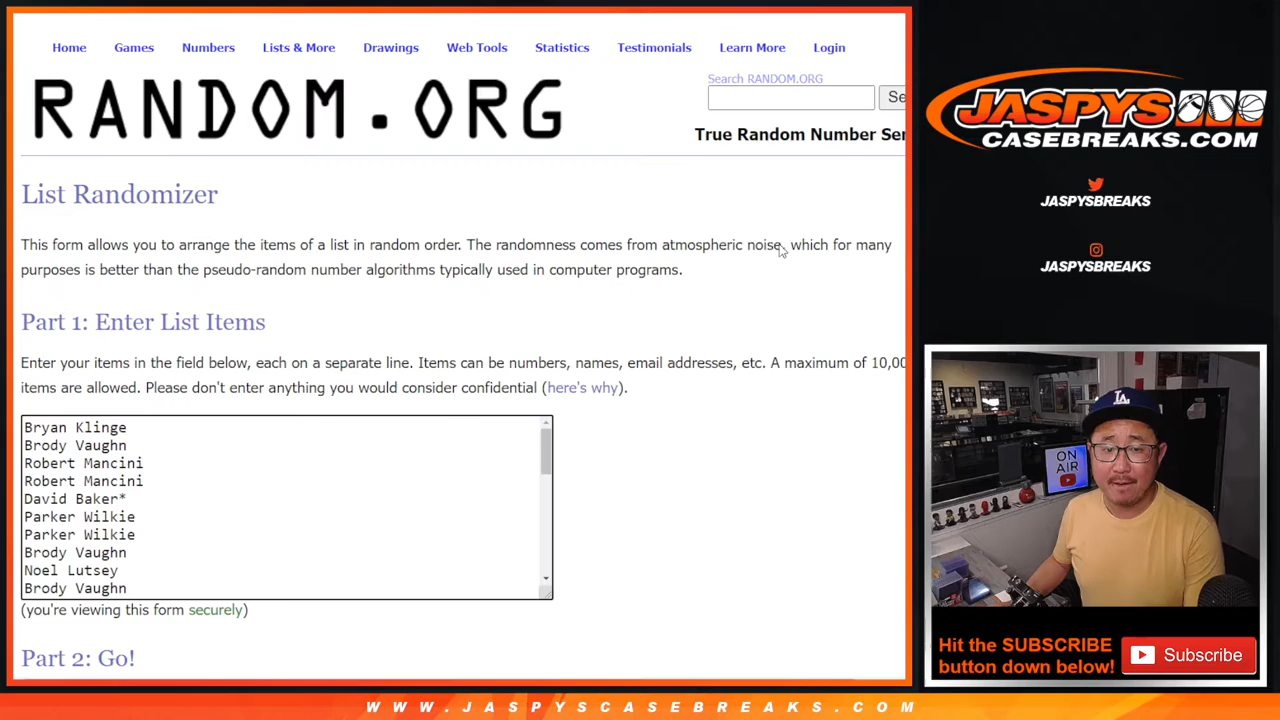 Home Games Numbers Lists & More Drawings Web Tools Statistics Testimonials Learn More Login
RANDOM.ORG
Search RANDOM.ORG
Se
True Random Number Ser
List Randomizer
This form allows you to arrange the items of a list in random order. The randomness comes from atmospheric noise, which for many
purposes is better than the pseudo-random number algorithms typically used in computer programs.
Part 1: Enter List Items
Enter your items in the field below, each on a separate line. Items can be numbers, names, email addresses, etc. A maximum of 10,00
items are allowed. Please don't enter anything you would consider confidential (here's why).
Bryan Klinge
Brody Vaughn
Robert Mancini
Robert Mancini
David Baker*
Parker Wilkie
Parker Wilkie
Brody Vaughn
Noel Lutsey
Brody Vaughn
(you're viewing this form securely)
Part 2: Go!
JASPYS
CASEBREAKS.COM
JASPYSBREAKS
JASPYSBREAKS
LA
ON
AIR
Hit the SUBSCRIBE
button down below!
Subscribe
WWW.JASPYSCASEBREAKS.COM